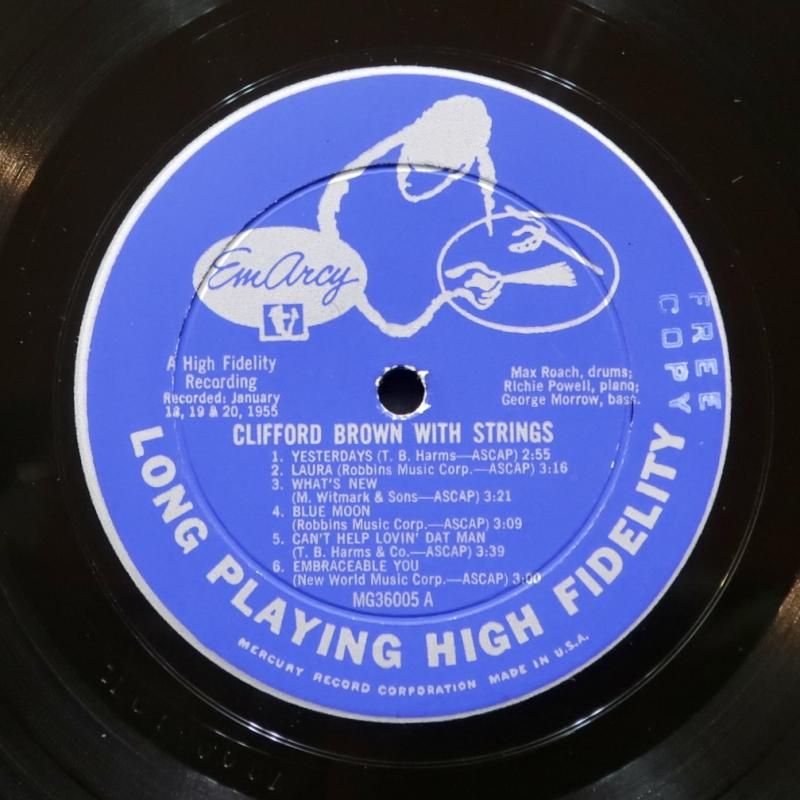 EmArcy
A High Fidelity
Recording
Recorded: January
18, 19 & 20, 1955
Max Roach, drums;
Richie Powell, piano;
George Morrow, bass.
FREE
COPY
CLIFFORD BROWN WITH STRINGS
1. YESTERDAYS (T. B. Harms—ASCAP) 2:55
2. LAURA (Robbins Music Corp.—ASCAP) 3:16
3. WHAT'S NEW
(M. Witmark & Sons—ASCAP) 3:21
4. BLUE MOON
(Robbins Music Corp.—ASCAP) 3:09
5. CAN'T HELP LOVIN' DAT MAN
(T. B. Harms & Co.—ASCAP) 3:39
6. EMBRACEABLE YOU
(New World Music Corp.—ASCAP) 3:00
MG36005 A
LONG PLAYING HIGH FIDELITY
MERCURY RECORD CORPORATION MADE IN U.S.A.